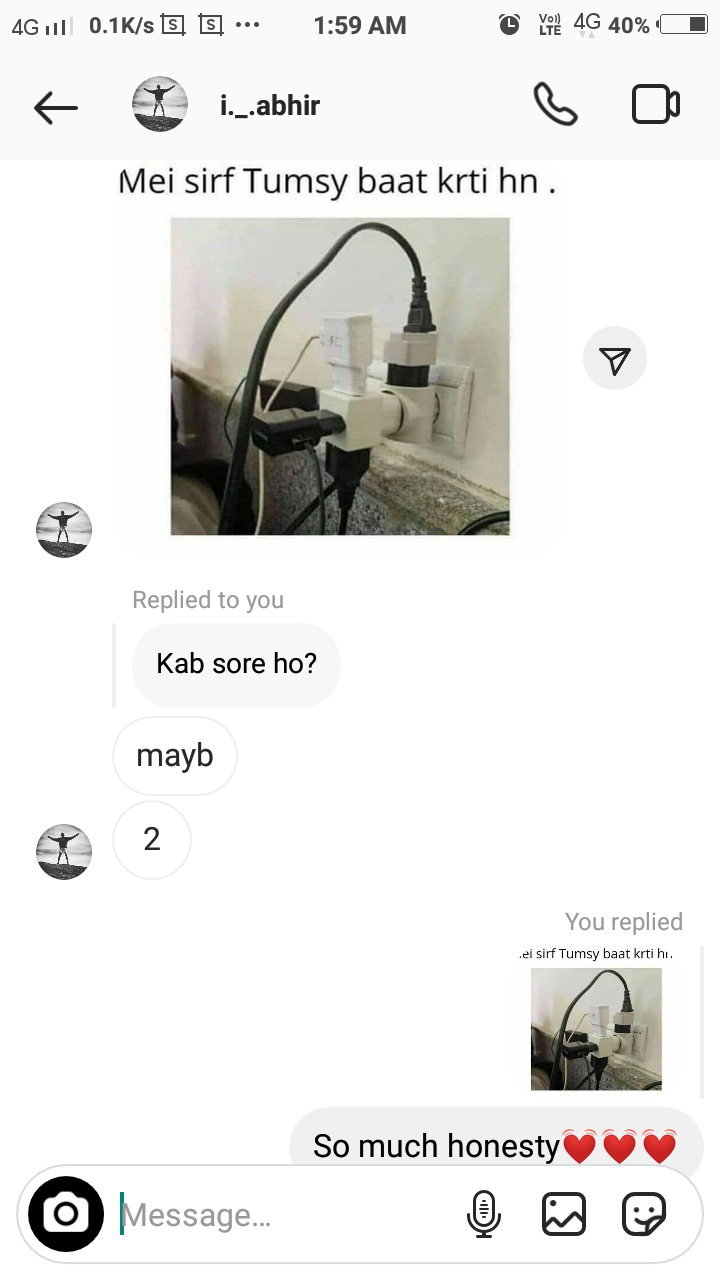 4G 0.1K/s S S ... 1:59 AM Vo)) LTE 4G 40%
i._.abhir
Mei sirf Tumsy baat krti hn .
Replied to you
Kab sore ho?
mayb
2
You replied
.ei sirf Tumsy baat krti hn.
So much honesty💓💓💓
Message...